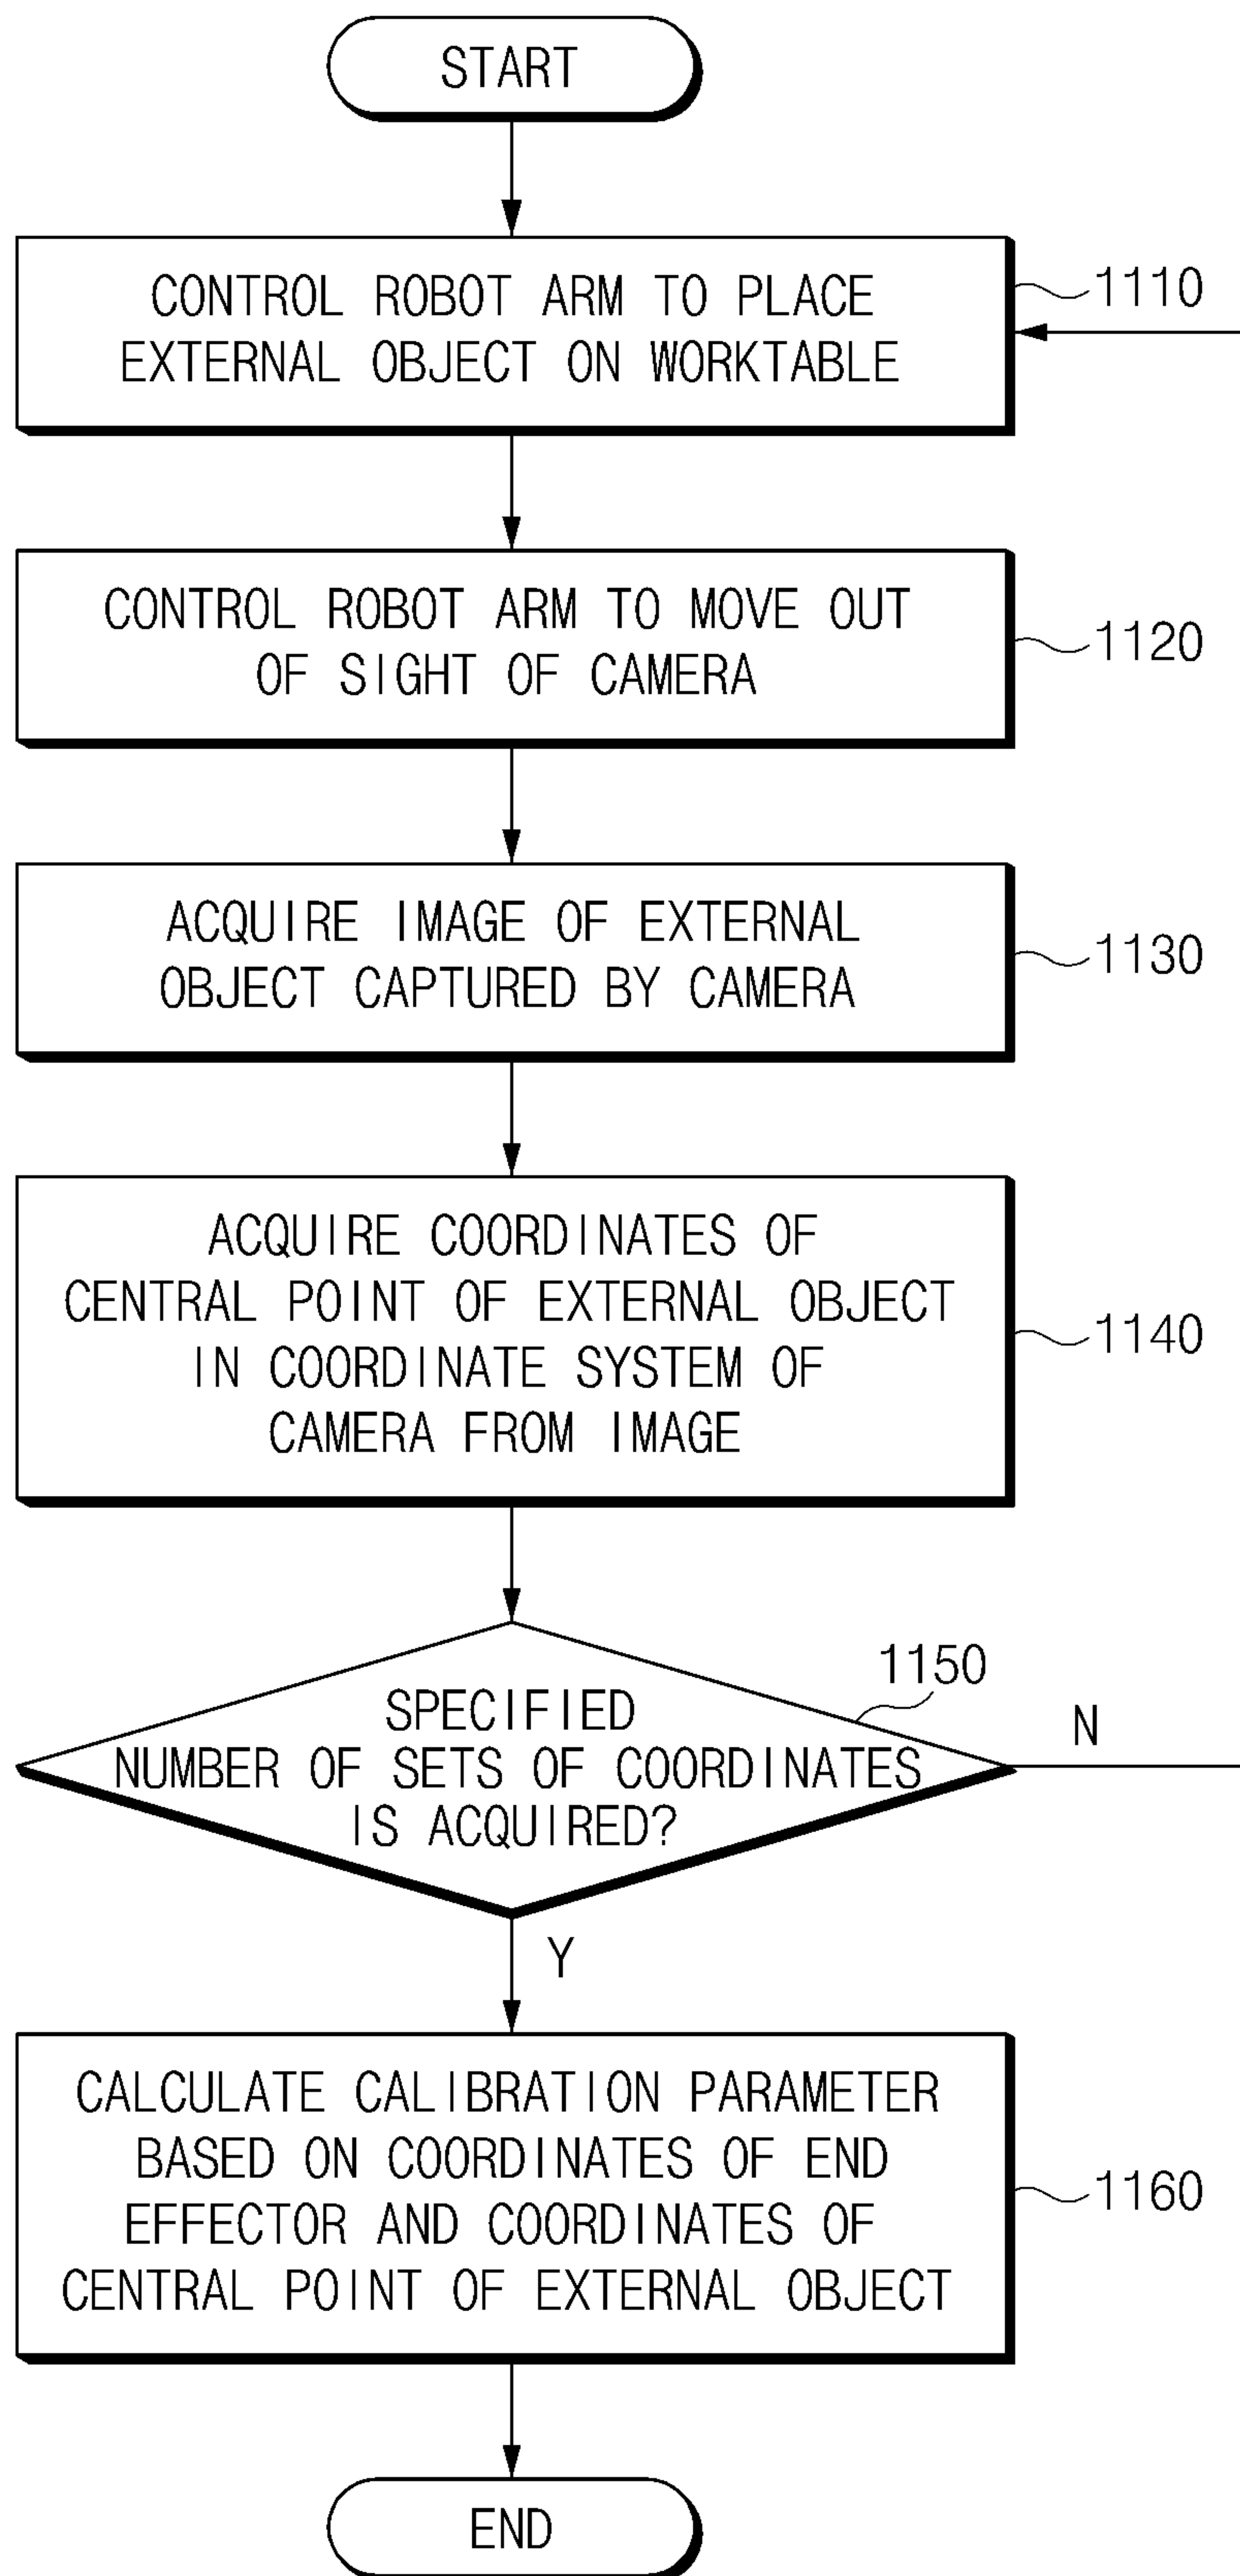 START
CONTROL ROBOT ARM TO PLACE
EXTERNAL OBJECT ON WORKTABLE
1110
CONTROL ROBOT ARM TO MOVE OUT
OF SIGHT OF CAMERA
1120
ACQUIRE IMAGE OF EXTERNAL
OBJECT CAPTURED BY CAMERA
1130
ACQUIRE COORDINATES OF
CENTRAL POINT OF EXTERNAL OBJECT
IN COORDINATE SYSTEM OF
CAMERA FROM IMAGE
1140
1150
SPECIFIED
NUMBER OF SETS OF COORDINATES
IS ACQUIRED?
N
Y
CALCULATE CALIBRATION PARAMETER
BASED ON COORDINATES OF END
EFFECTOR AND COORDINATES OF
CENTRAL POINT OF EXTERNAL OBJECT
1160
END